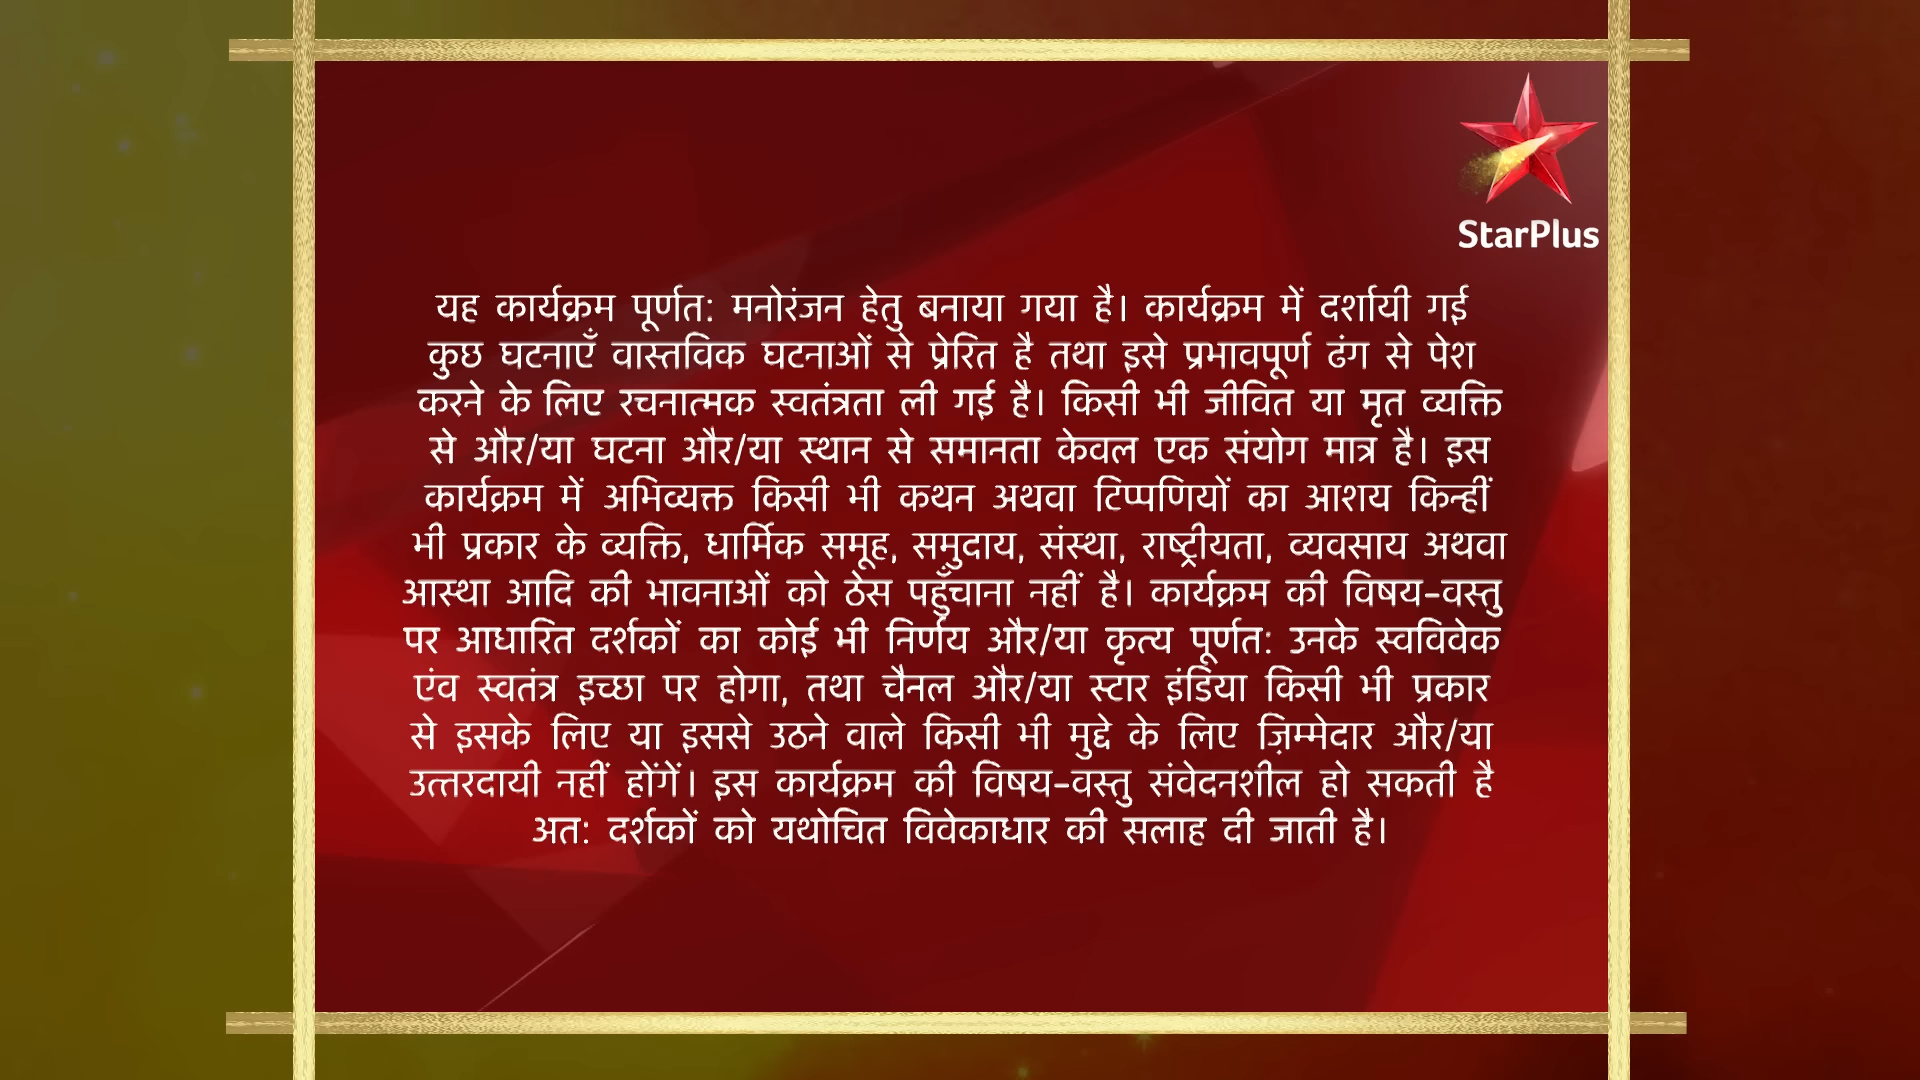 StarPlus
यह कार्यक्रम पूर्णत: मनोरंजन हेतु बनाया गया है। कार्यक्रम में दर्शायी गई
कुछ घटनाएँ वास्तविक घटनाओं से प्रेरित है तथा इसे प्रभावपूर्ण ढंग से पेश
करने के लिए रचनात्मक स्वतंत्रता ली गई है। किसी भी जीवित या मृत व्यक्ति
से और/या घटना और/या स्थान से समानता केवल एक संयोग मात्र है। इस
कार्यक्रम में अभिव्यक्त किसी भी कथन अथवा टिप्पणियों का आशय किन्हीं
भी प्रकार के व्यक्ति, धार्मिक समूह, समुदाय, संस्था, राष्ट्रीयता, व्यवसाय अथवा
आस्था आदि की भावनाओं को ठेस पहुँचाना नहीं है। कार्यक्रम की विषय-वस्तु
पर आधारित दर्शकों का कोई भी निर्णय और/या कृत्य पूर्णत: उनके स्वविवेक
एंव स्वतंत्र इच्छा पर होगा, तथा चैनल और/या स्टार इंडिया किसी भी प्रकार
से इसके लिए या इससे उठने वाले किसी भी मुद्दे के लिए ज़िम्मेदार और/या
उत्तरदायी नहीं होंगें। इस कार्यक्रम की विषय-वस्तु संवेदनशील हो सकती है
अत: दर्शकों को यथोचित विवेकाधार की सलाह दी जाती है।